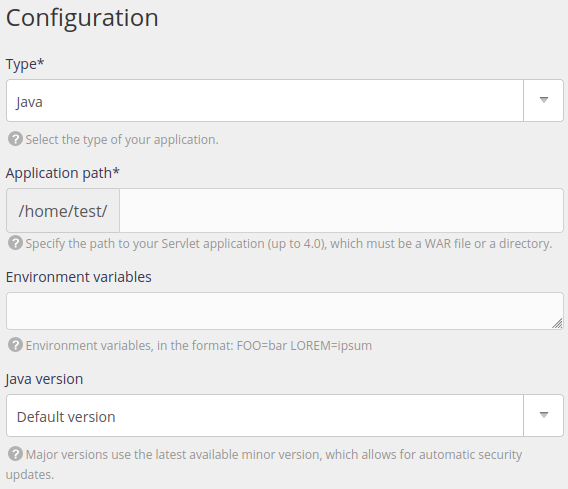 Configuration
Type*
Java
Select the type of your application.
Application path*
/home/test/
Specify the path to your Servlet application (up to 4.0), which must be a WAR file or a directory.
Environment variables
Environment variables, in the format: FOO=bar LOREM=ipsum
Java version
Default version
Major versions use the latest available minor version, which allows for automatic security
updates.